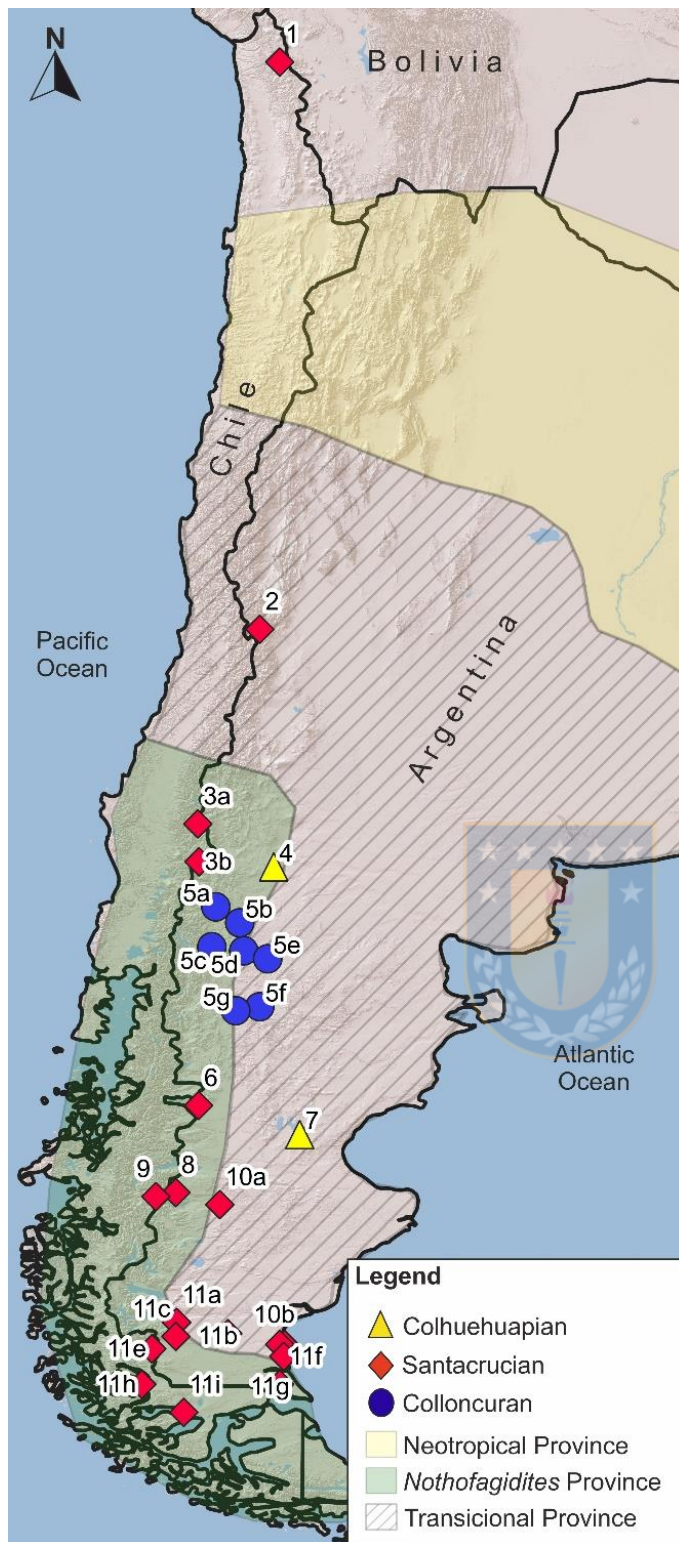 N
1
Bolivia
Chile
2
Pacific
Ocean
Argentina
3a
3b
4
5a
5b
5c
5d
5e
5g
5f
Atlantic
Ocean
6
7
9
8
10a
11a
11c
11b
10b
11e
11f
11h
11i
11g
Legend
Colhuehuapian
Santacrucian
Colloncuran
Neotropical Province
Nothofagidites Province
Transicional Province